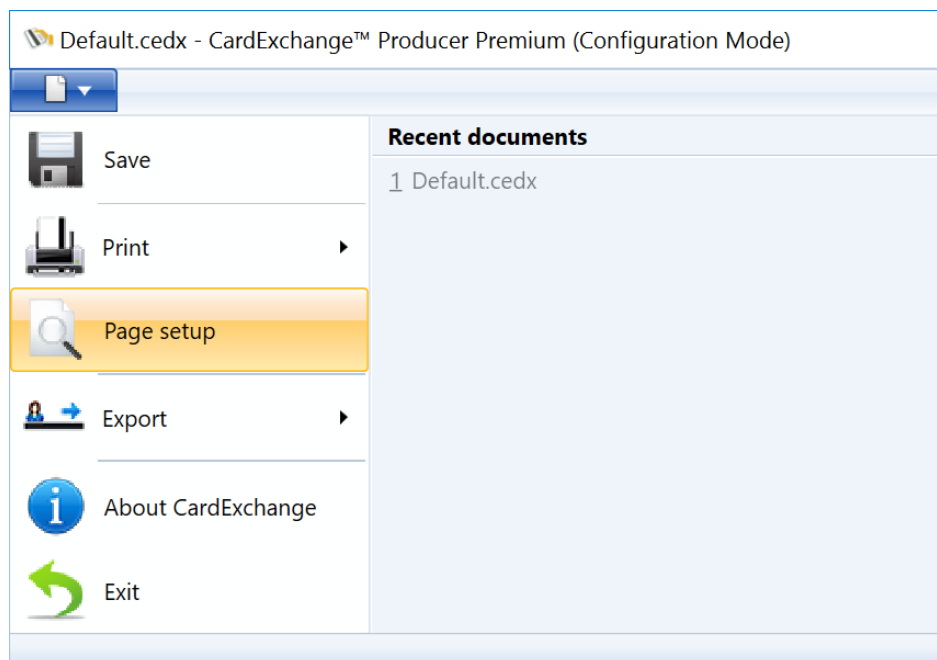 Default.cedx - CardExchange™ Producer Premium (Configuration Mode)
Save
Print
Page setup
Export
About CardExchange
Exit
Recent documents
1 Default.cedx